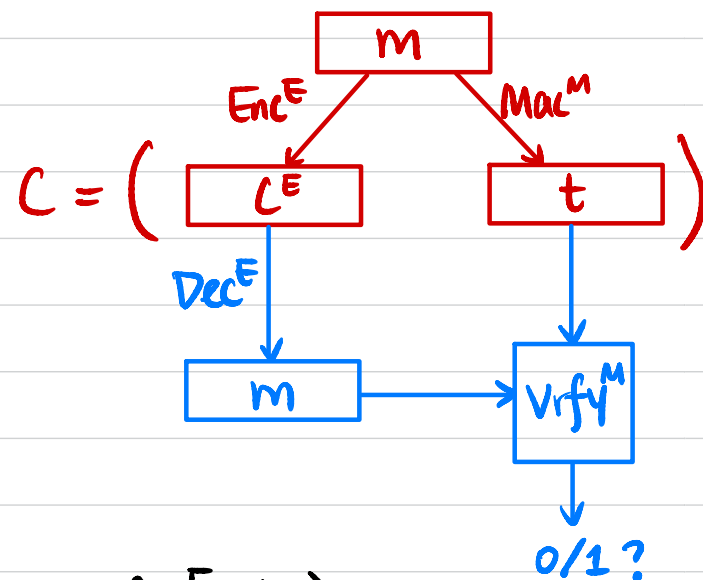 m
Enc^E Mac^M
C = ( C^E t )
Dec^E
m Vrfy^M
0/1 ?